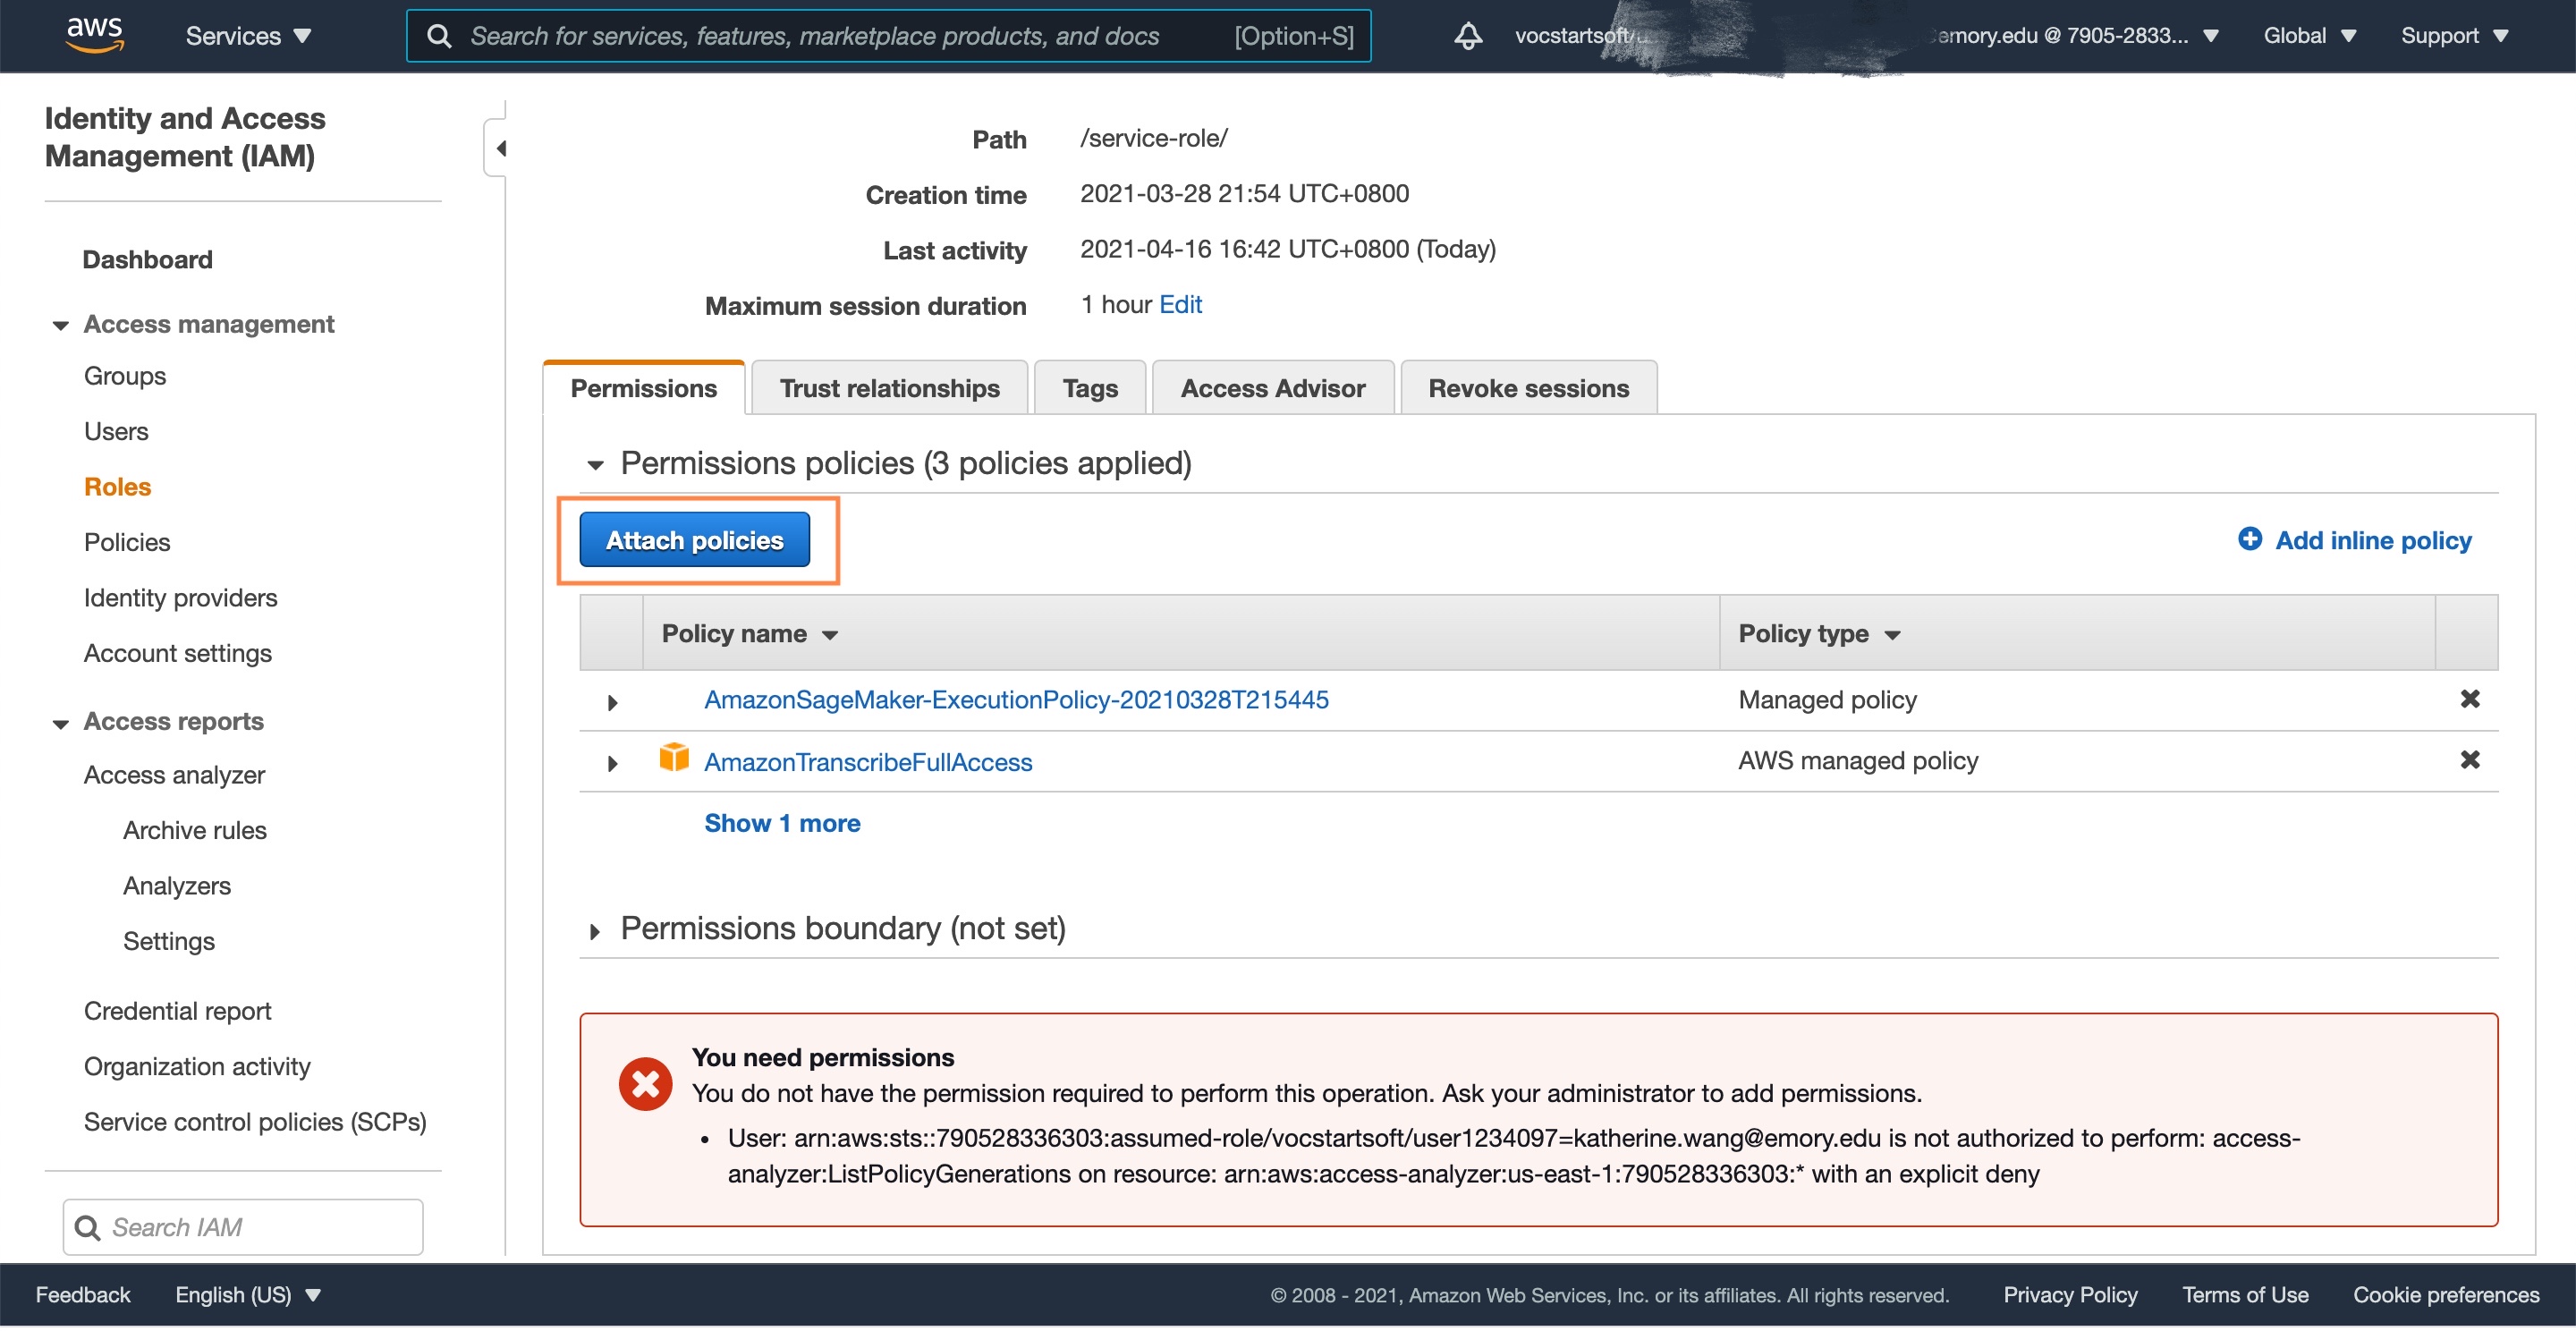 aws
Services
Search for services, features, marketplace products, and docs
[Option+S]
vocstartsoft/
emory.edu @ 7905-2833...
Global
Support
Identity and Access
Management (IAM)
Dashboard
Access management
Groups
Users
Roles
Policies
Identity providers
Account settings
Access reports
Access analyzer
Archive rules
Analyzers
Settings
Credential report
Organization activity
Service control policies (SCPs)
Search IAM
Path /service-role/
Creation time 2021-03-28 21:54 UTC+0800
Last activity 2021-04-16 16:42 UTC+0800 (Today)
Maximum session duration 1 hour Edit
Permissions
Trust relationships
Tags
Access Advisor
Revoke sessions
Permissions policies (3 policies applied)
Attach policies
Add inline policy
Policy name
Policy type
AmazonSageMaker-ExecutionPolicy-20210328T215445
Managed policy
AmazonTranscribeFullAccess
AWS managed policy
Show 1 more
Permissions boundary (not set)
You need permissions
You do not have the permission required to perform this operation. Ask your administrator to add permissions.
• User: arn:aws:sts::790528336303:assumed-role/vocstartsoft/user1234097=katherine.wang@emory.edu is not authorized to perform: access-
analyzer:ListPolicyGenerations on resource: arn:aws:access-analyzer:us-east-1:790528336303:* with an explicit deny
Feedback
English (US)
© 2008 - 2021, Amazon Web Services, Inc. or its affiliates. All rights reserved.
Privacy Policy
Terms of Use
Cookie preferences